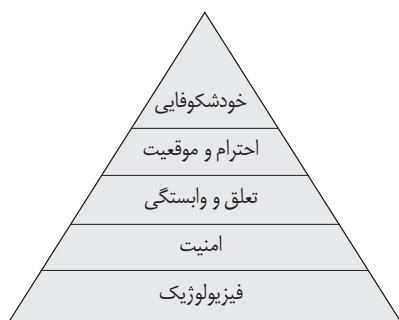 خودشکوفایی
احترام و موقعیت
تعلق و وابستگی
امنیت
فیزیولوژیک